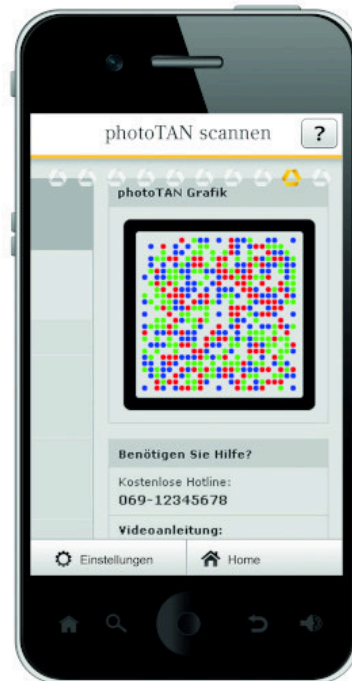 photoTAN scannen
?
photoTAN Grafik
Benötigen Sie Hilfe?
Kostenlose Hotline:
069-12345678
Videoanleitung:
Einstellungen
Home